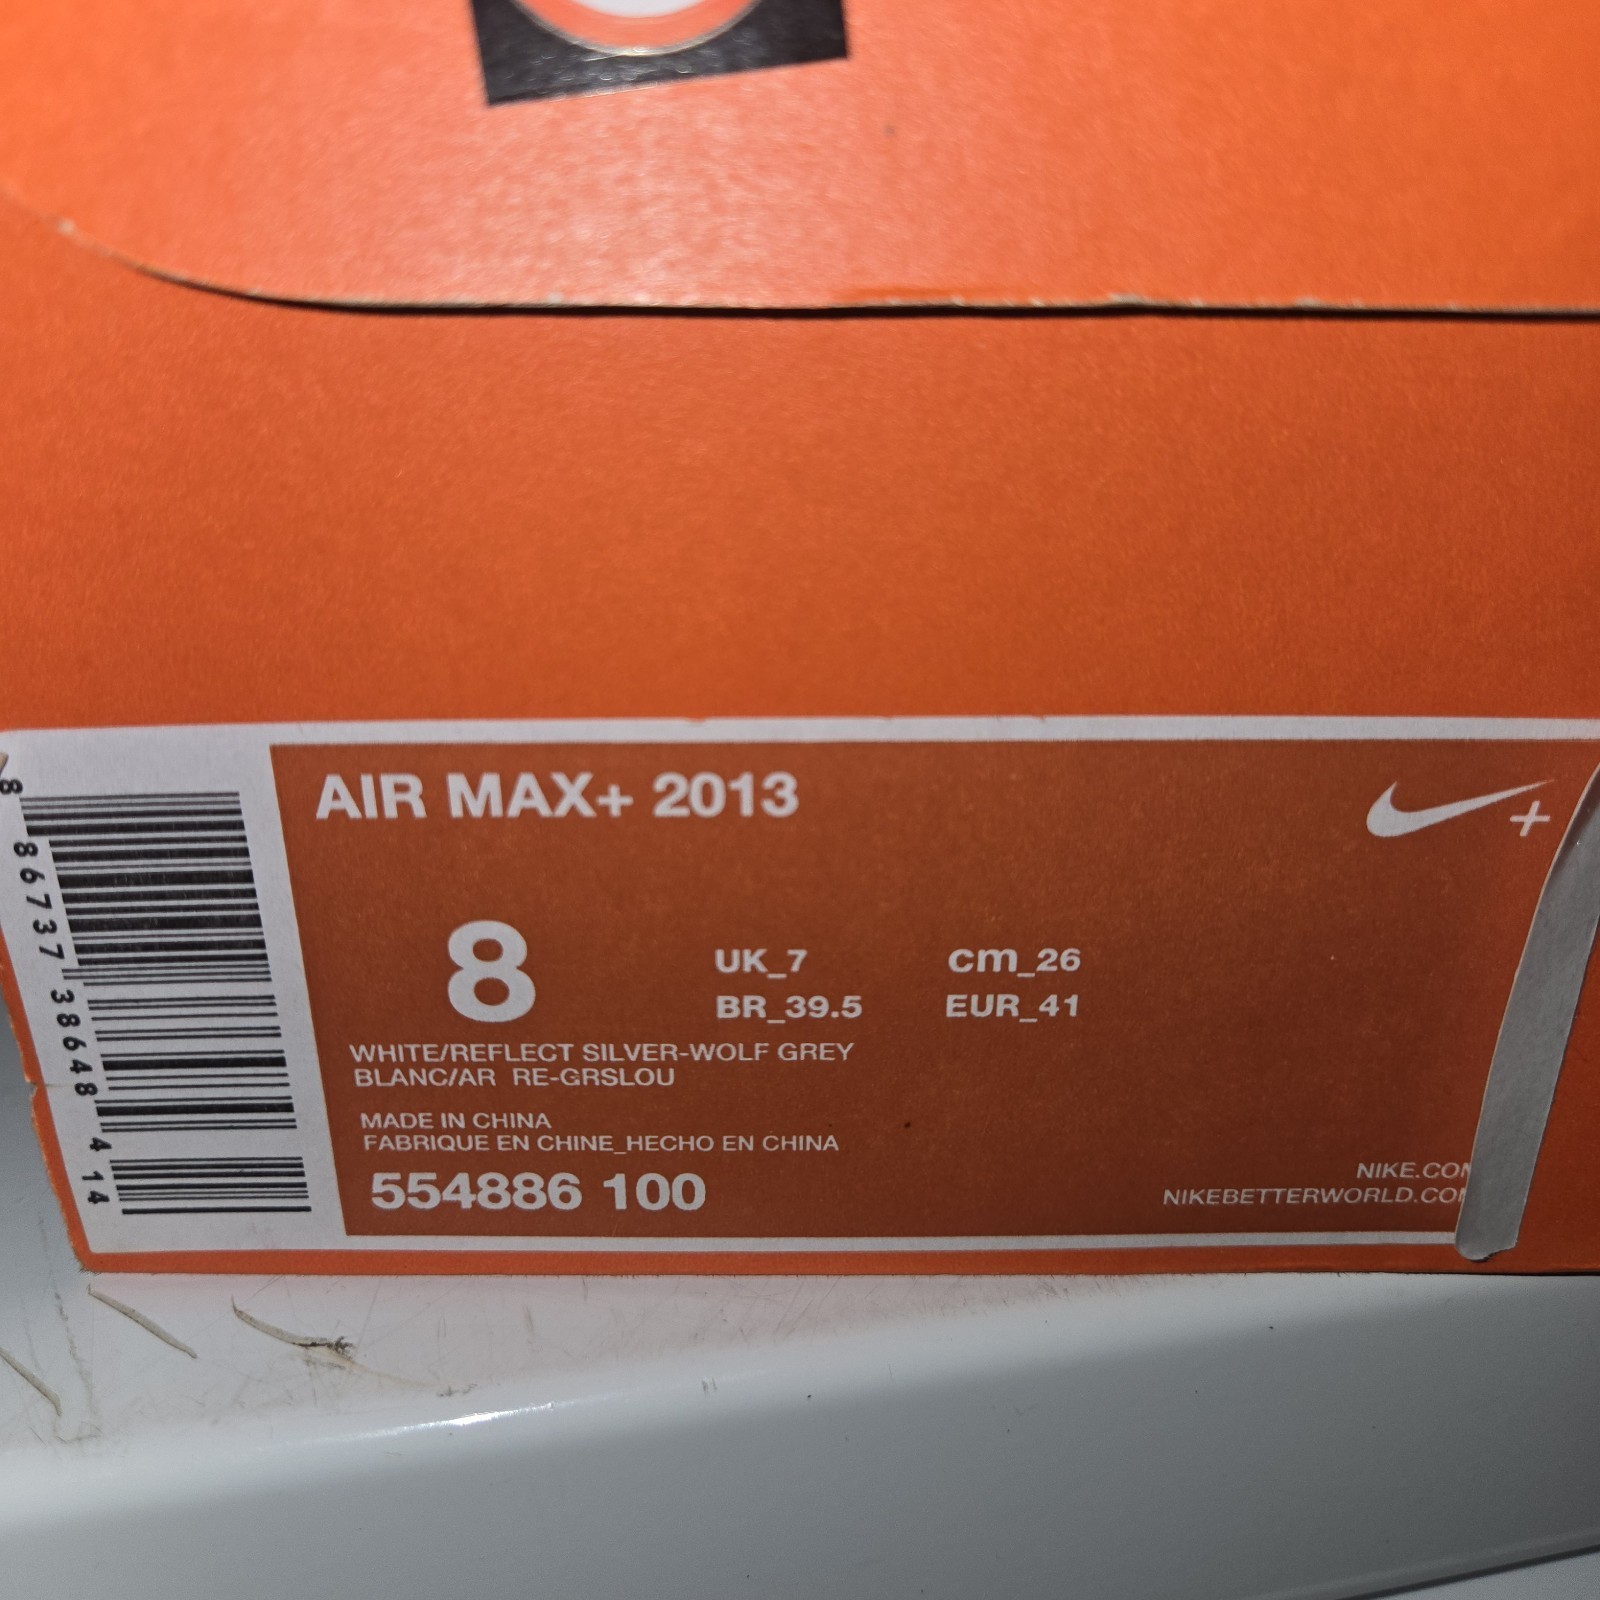 AIR MAX+ 2013
+
8
UK_7 cm_26
BR_39.5 EUR_41
WHITE/REFLECT SILVER-WOLF GREY
BLANC/AR RE-GRSLOU
MADE IN CHINA
FABRIQUE EN CHINE_HECHO EN CHINA
554886 100
NIKE.COM
NIKEBETTERWORLD.COM
8 86737 38648 4 14